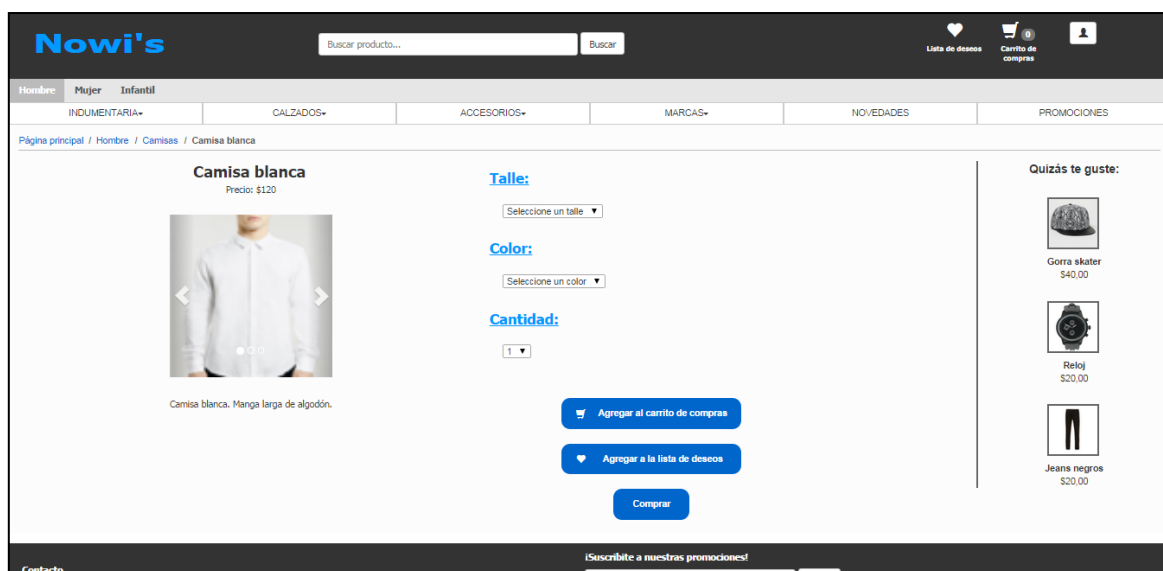 Nowi's
Buscar producto...
Buscar
Lista de deseos
0
Carrito de
compras
Hombre Mujer Infantil
INDUMENTARIA CALZADOS ACCESORIOS MARCAS NOVEDADES PROMOCIONES
Página principal / Hombre / Camisas / Camisa blanca
Camisa blanca
Precio: $120
Camisa blanca. Manga larga de algodón.
Talle:
Seleccione un talle
Color:
Seleccione un color
Cantidad:
1
Agregar al carrito de compras
Agregar a la lista de deseos
Comprar
Quizás te guste:
Gorra skater
$40,00
Reloj
$20,00
Jeans negros
$20,00
¡Suscribite a nuestras promociones!
Contacto